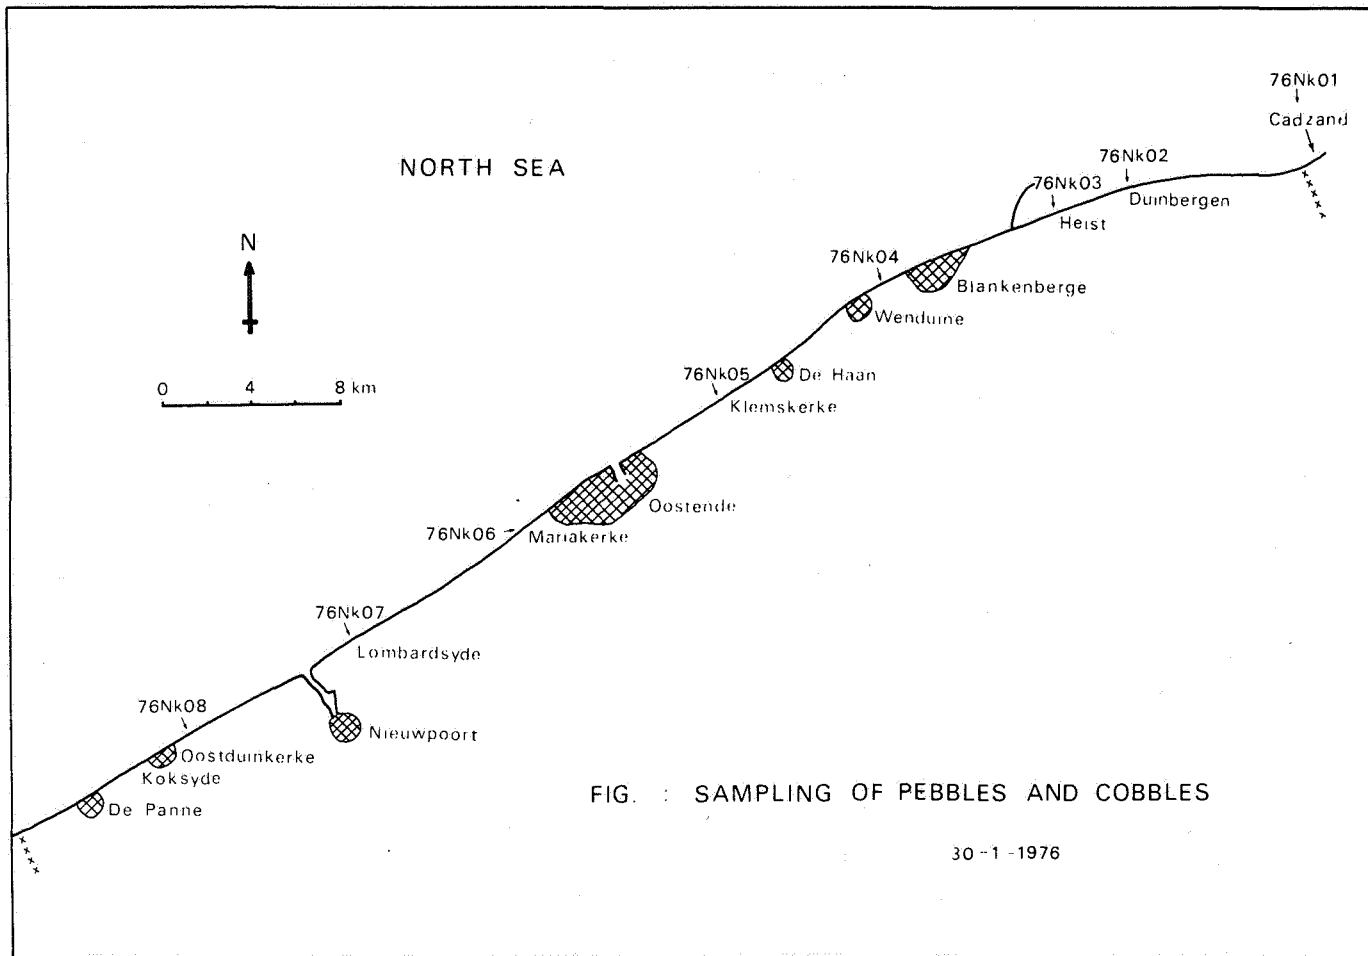 76Nk01
Cadzand
NORTH SEA
76Nk02
76Nk03
Duinbergen
Heist
N
76Nk04
Blankenberge
Wenduine
0 4 8 km
76Nk05
De Haan
Klemskerke
Oostende
76Nk06
Mariakerke
76Nk07
Lombardsyde
76Nk08
Nieuwpoort
Oostduinkerke
Koksyde
De Panne
FIG. : SAMPLING OF PEBBLES AND COBBLES
30-1-1976